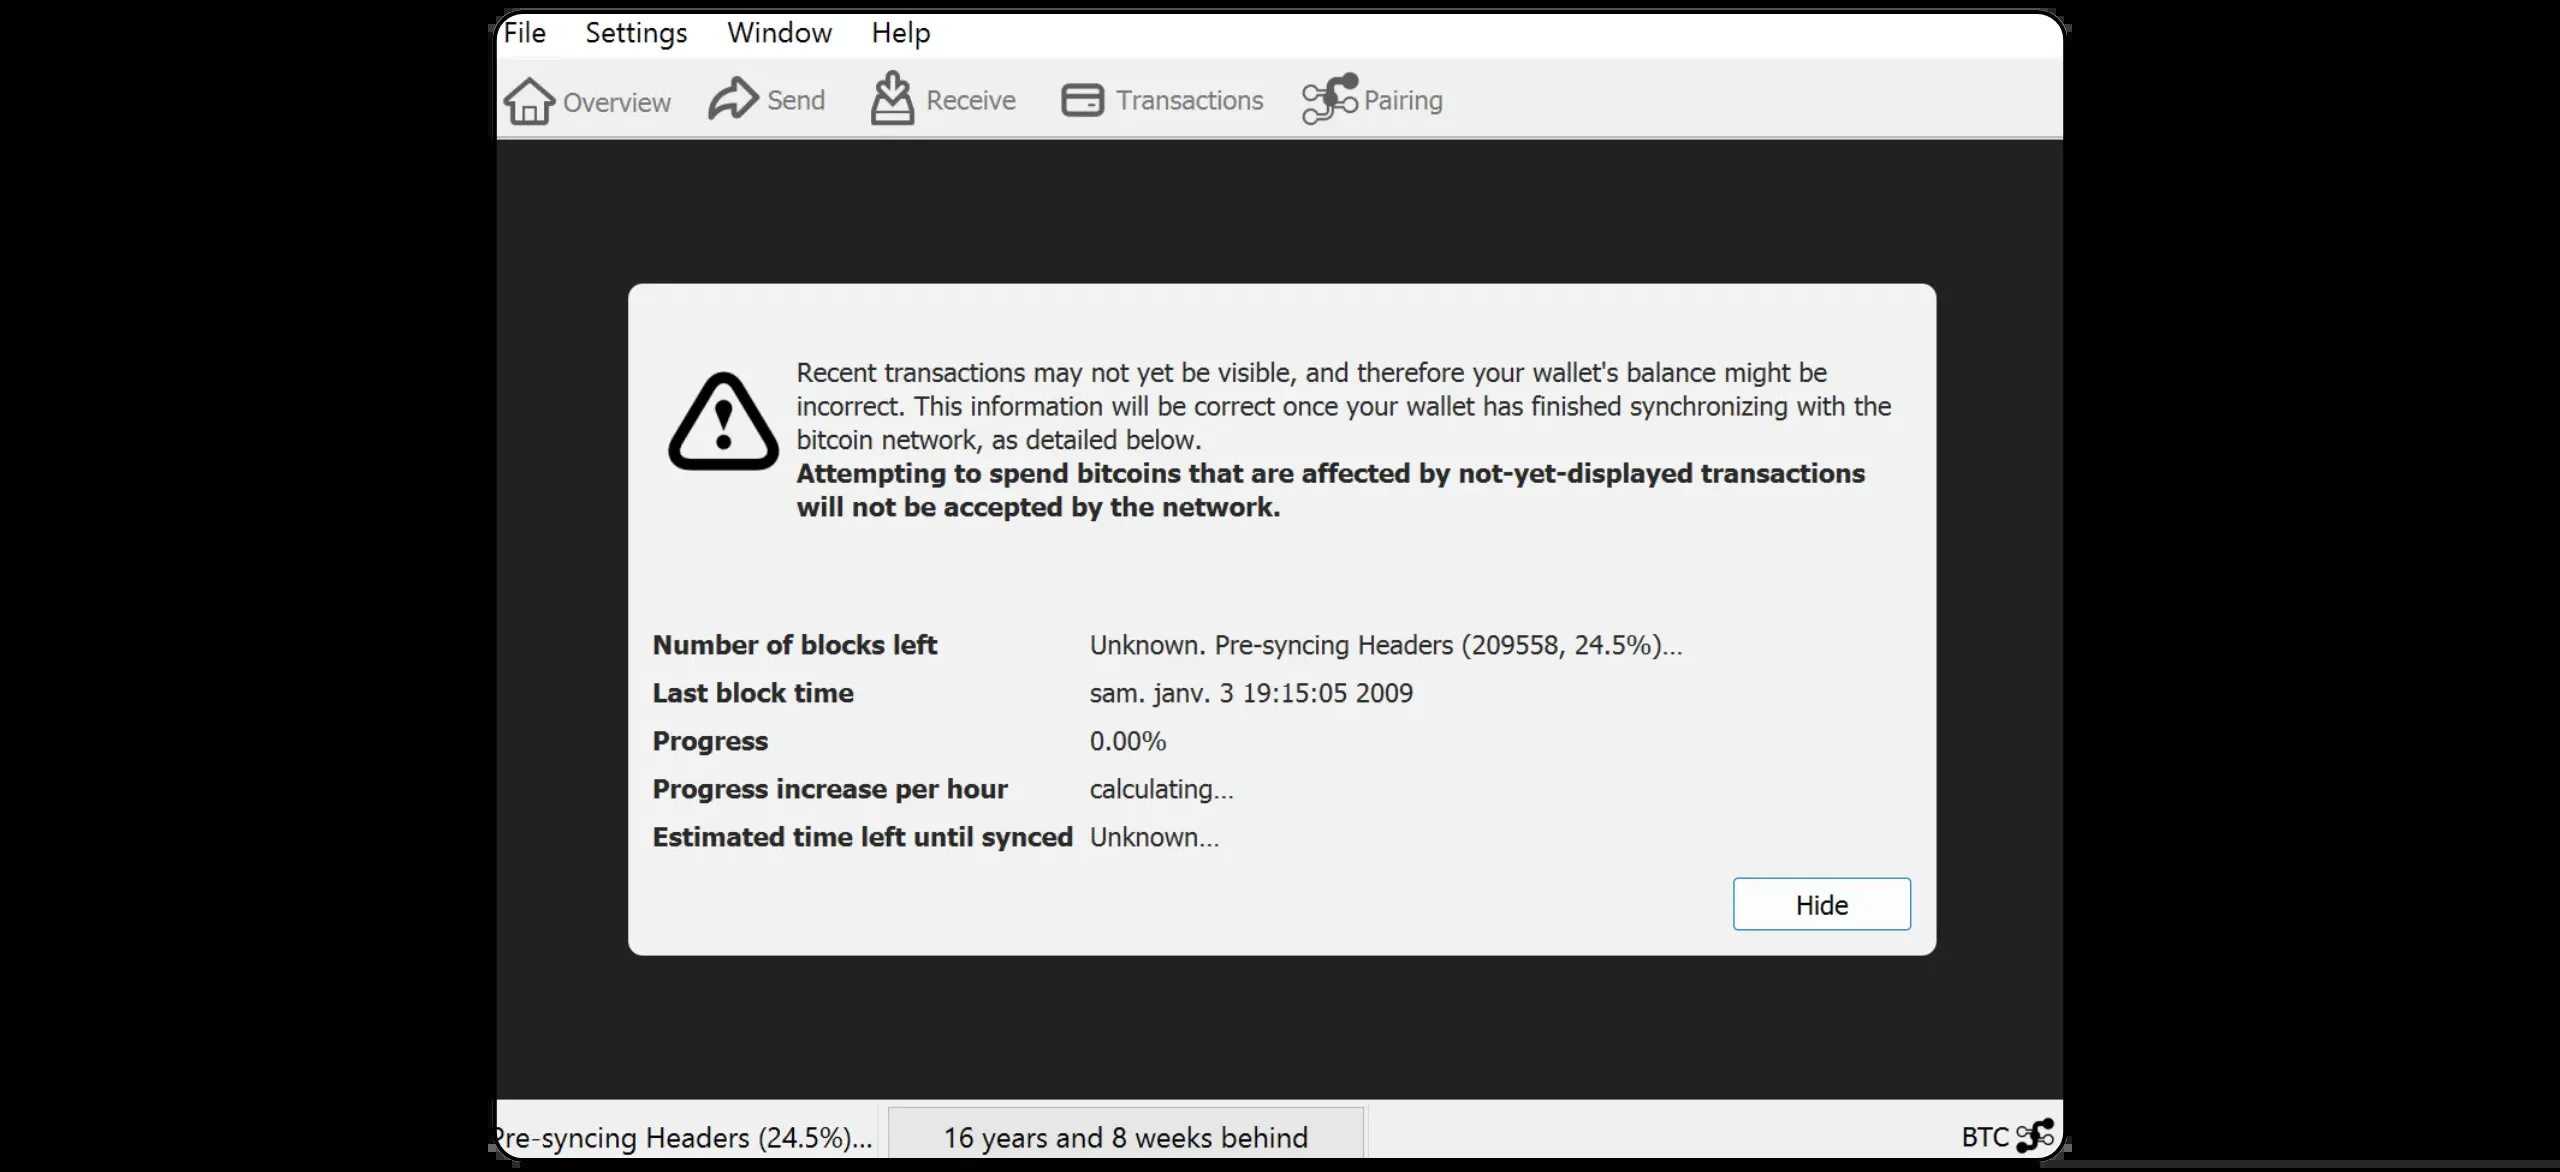 File Settings Window Help
Overview Send Receive Transactions Pairing
Recent transactions may not yet be visible, and therefore your wallet's balance might be
incorrect. This information will be correct once your wallet has finished synchronizing with the
bitcoin network, as detailed below.
Attempting to spend bitcoins that are affected by not-yet-displayed transactions
will not be accepted by the network.
Number of blocks left Unknown. Pre-syncing Headers (209558, 24.5%)...
Last block time sam. janv. 3 19:15:05 2009
Progress 0.00%
Progress increase per hour calculating...
Estimated time left until synced Unknown...
Hide
Pre-syncing Headers (24.5%)... 16 years and 8 weeks behind BTC